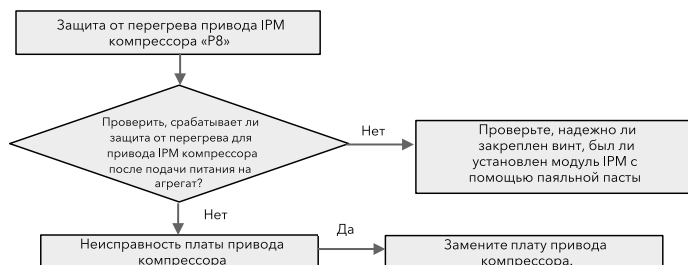 Защита от перегрева привода IPM
компрессора «P8»
Проверить, срабатывает ли
защита от перегрева для
привода IPM компрессора
после подачи питания на
агрегат?
Нет
Проверьте, надежно ли
закреплен винт, был ли
установлен модуль IPM с
помощью паяльной пасты
Нет
Неисправность платы привода
компрессора
Да
Замените плату привода
компрессора.